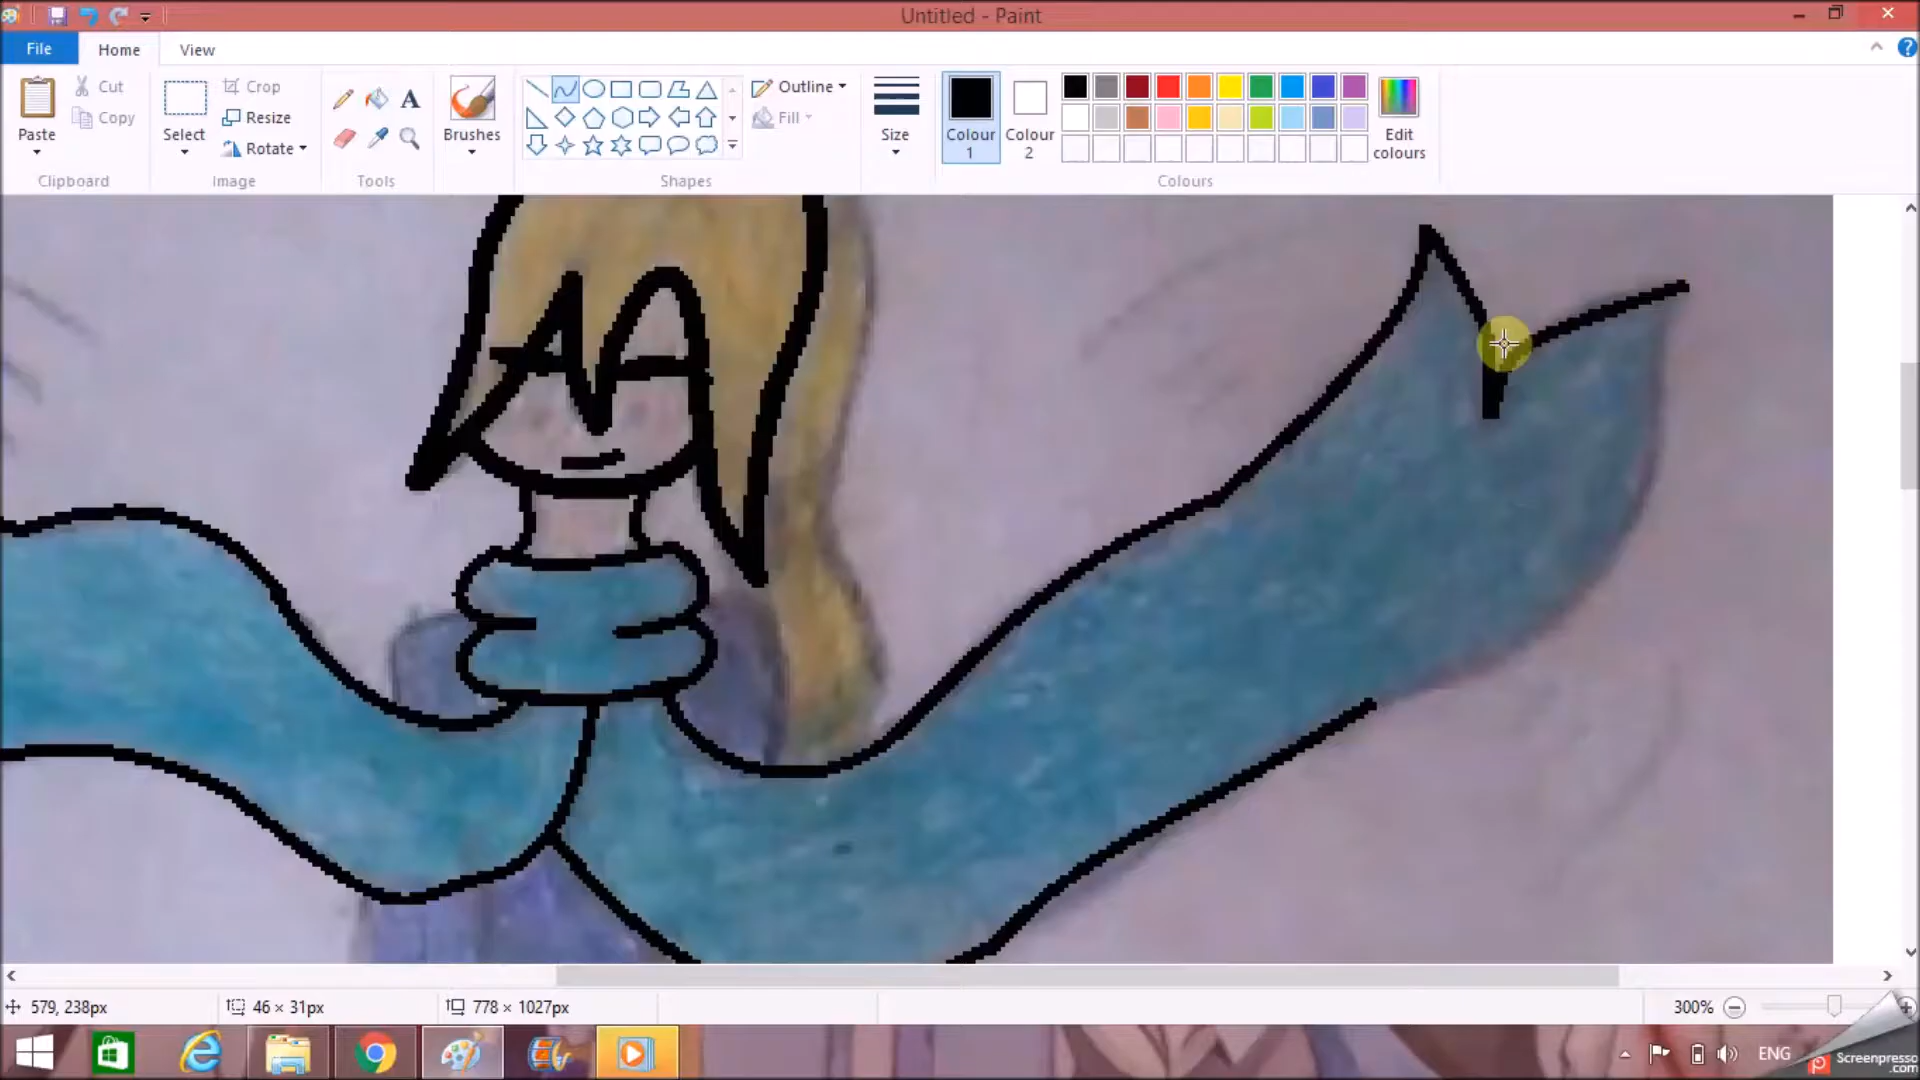 Untitled - Paint
File Home View
Paste
Cut
Copy
Clipboard
Select
Crop
Resize
Rotate
Image
A
Tools
Brushes
Shapes
Outline
Fill
Size
Colour 1
Colour 2
Colours
Edit colours
579, 238px
46 × 31px
778 × 1027px
300%
ENG
Screenpresso
.com